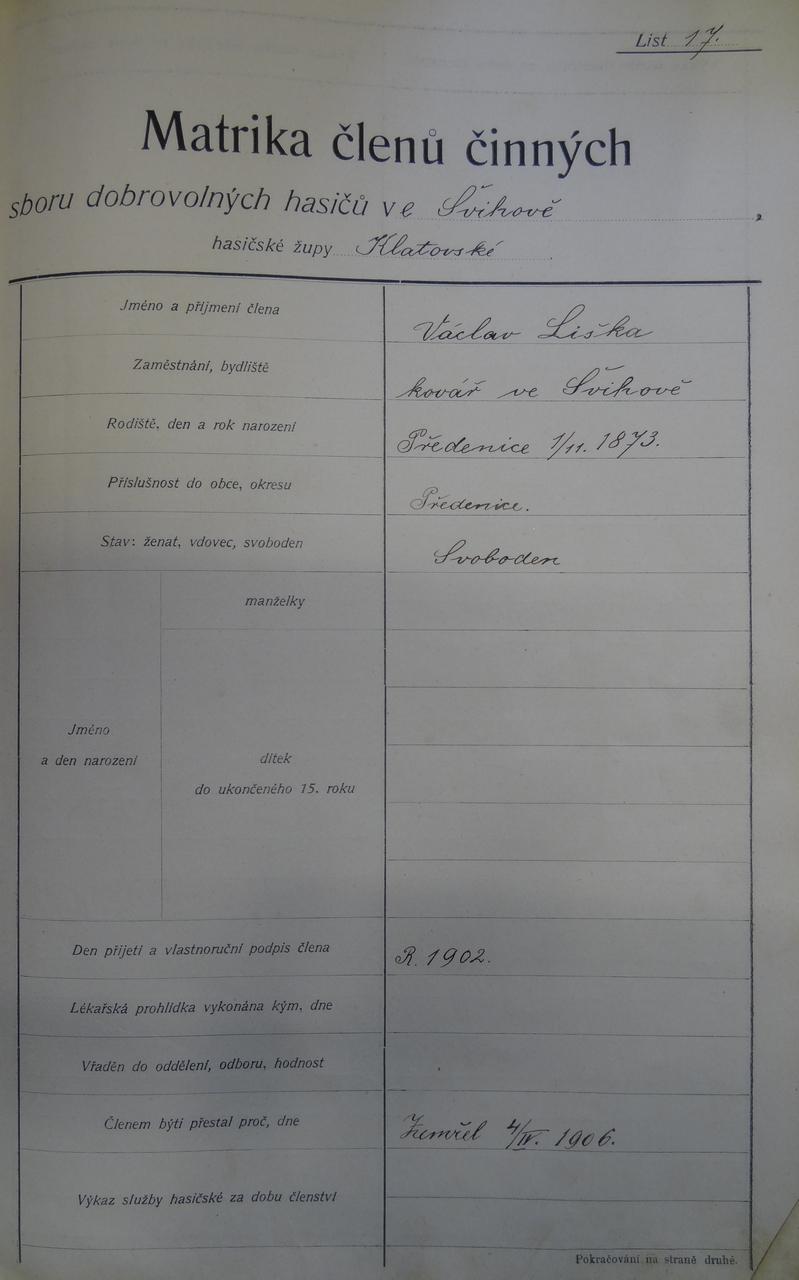 List 17.
Matrika členů činných
sboru dobrovolných hasičů ve Švihově,
hasičské župy Klatovské
Jméno a příjmení člena Václav Liška
Zaměstnání, bydliště kovář ve Švihově
Rodiště, den a rok narození Předenice 1/11. 1873.
Příslušnost do obce, okresu Předenice.
Stav: ženat, vdovec, svoboden Svoboden
manželky
Jméno
a den narození
dítek
do ukončeného 15. roku
Den přijetí a vlastnoruční podpis člena R. 1902.
Lékařská prohlídka vykonána kým, dne
Vřaděn do oddělení, odboru, hodnost
Členem býti přestal proč, dne Zemřel 4/IV. 1906.
Výkaz služby hasičské za dobu členství
Pokračování na straně druhé.